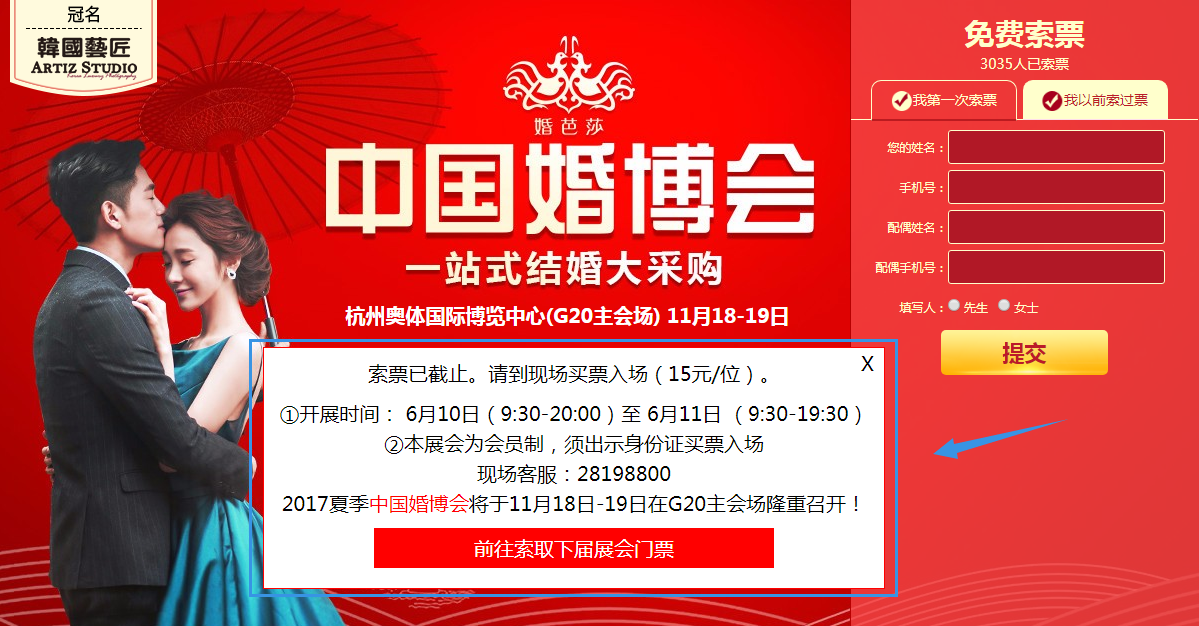 冠名
韓國藝匠
ARTIZ STUDIO
Korea Luxury Photography
婚芭莎
中国婚博会
一站式结婚大采购
杭州奥体国际博览中心(G20主会场) 11月18-19日
X
索票已截止。请到现场买票入场（15元/位）。
①开展时间： 6月10日（9:30-20:00）至 6月11日 （9:30-19:30）
②本展会为会员制，须出示身份证买票入场
现场客服：28198800
2017夏季中国婚博会将于11月18日-19日在G20主会场隆重召开！
前往索取下届展会门票
免费索票
3035人已索票
我第一次索票
我以前索过票
您的姓名：
手机号：
配偶姓名：
配偶手机号：
填写人： 先生 女士
提交